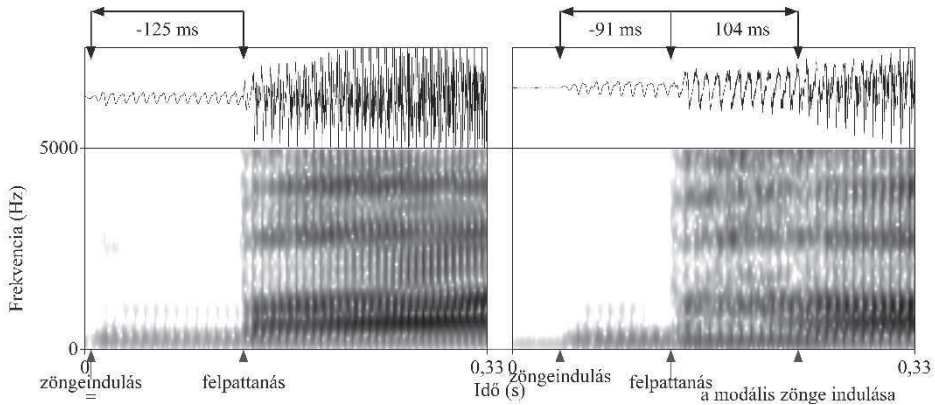 -125 ms
-91 ms 104 ms
5000
Frekvencia (Hz)
0
0 0,33 0 0,33
zöngeindulás felpattanás Idő (s) zöngeindulás felpattanás a modális zönge indulása
=